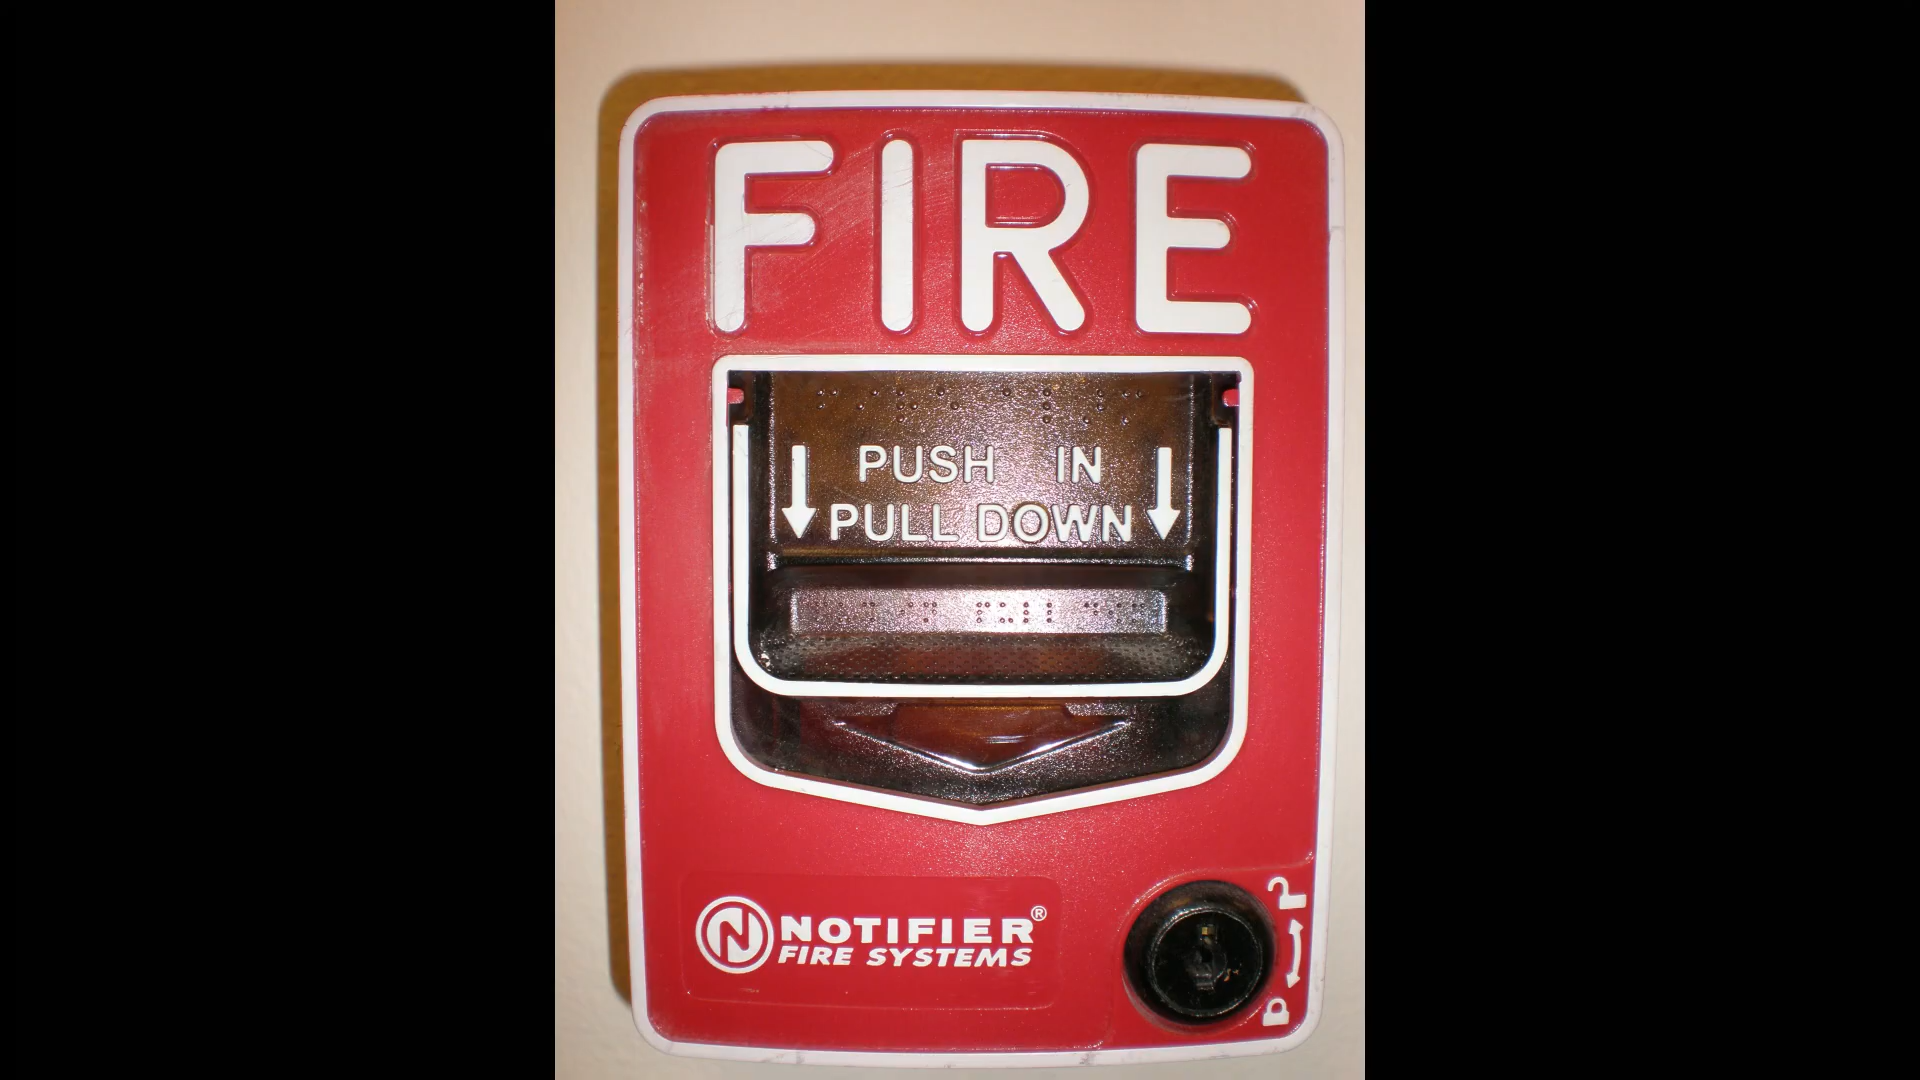 FIRE
PUSH IN
PULL DOWN
NOTIFIER®
FIRE SYSTEMS